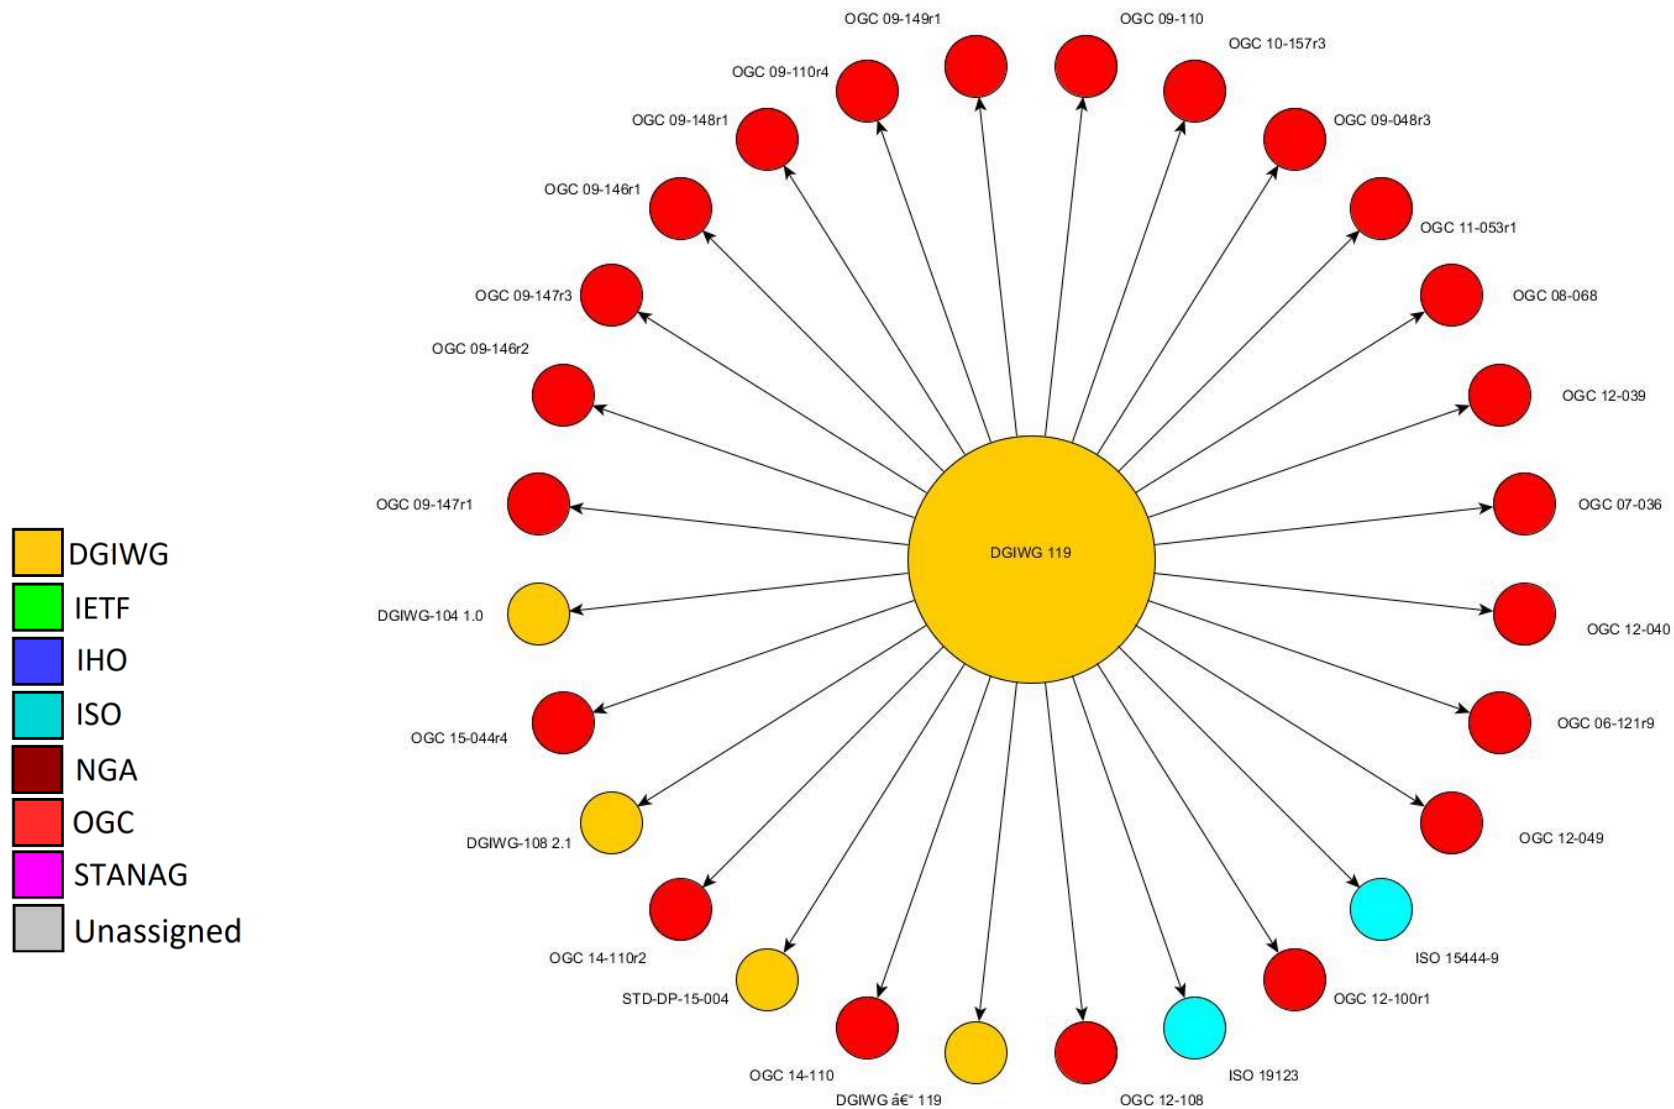 OGC 09-149r1
OGC 09-110
OGC 10-157r3
OGC 09-110r4
OGC 09-148r1
OGC 09-048r3
OGC 09-146r1
OGC 11-053r1
OGC 09-147r3
OGC 08-068
OGC 09-146r2
OGC 12-039
OGC 09-147r1
OGC 07-036
DGIWG 119
DGIWG-104 1.0
OGC 12-040
OGC 15-044r4
OGC 06-121r9
DGIWG-108 2.1
OGC 12-049
OGC 14-110r2
ISO 15444-9
STD-DP-15-004
OGC 12-100r1
OGC 14-110
ISO 19123
DGIWG â€“ 119
OGC 12-108
DGIWG
IETF
IHO
ISO
NGA
OGC
STANAG
Unassigned